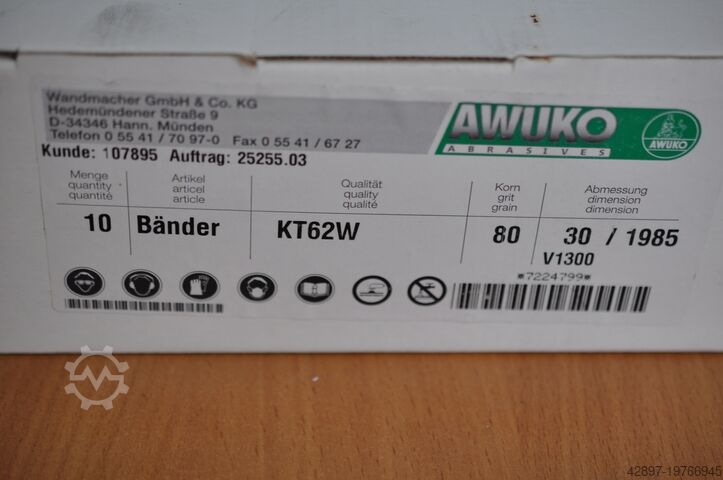 Wandmacher GmbH & Co. KG
Hedemündener Straße 9
D-34346 Hann. Münden
Telefon 0 55 41 / 70 97-0 Fax 0 55 41 / 67 27
Kunde: 107895 Auftrag: 25255.03
AWUKO
ABRASIVES
AWUKO
Menge
quantity
quantité
Artikel
articel
article
Qualität
quality
qualité
Korn
grit
grain
Abmessung
dimension
dimension
10 Bänder KT62W 80 30 / 1985
V1300
*7224799*
42897-19766945